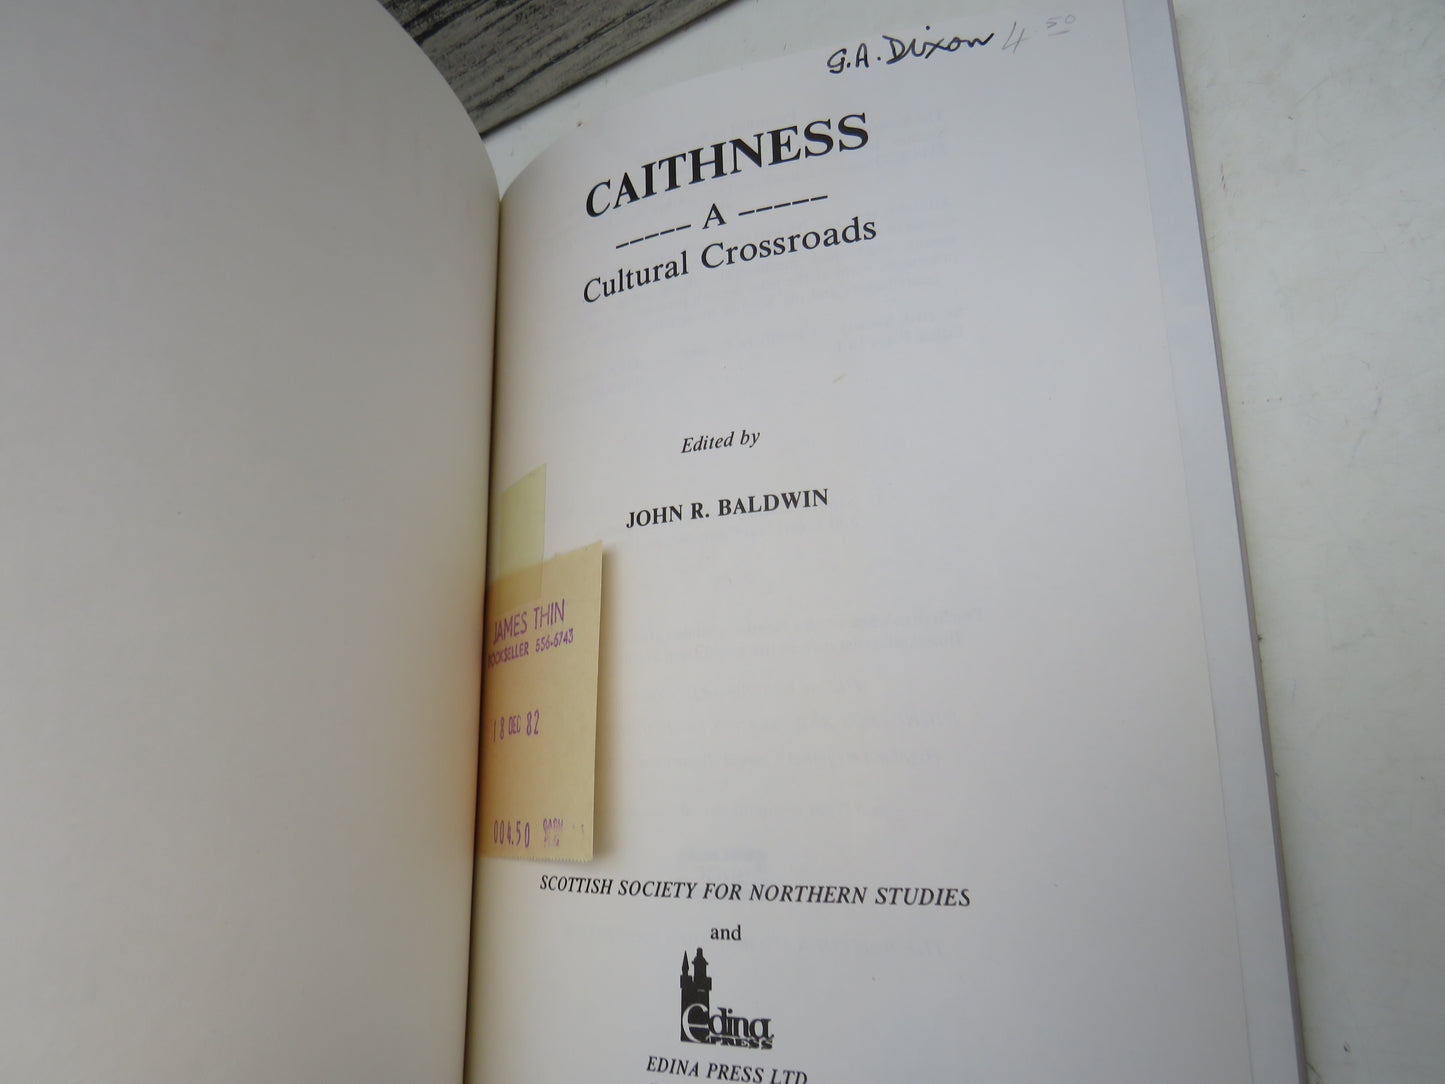 G.A. Dixon 4 50
CAITHNESS
----- A -----
Cultural Crossroads
Edited by
JOHN R. BALDWIN
JAMES THIN
BOOKSELLER 556-6743
18 DEC 82
004.50
SCOTTISH SOCIETY FOR NORTHERN STUDIES
and
edina
PRESS
EDINA PRESS LTD